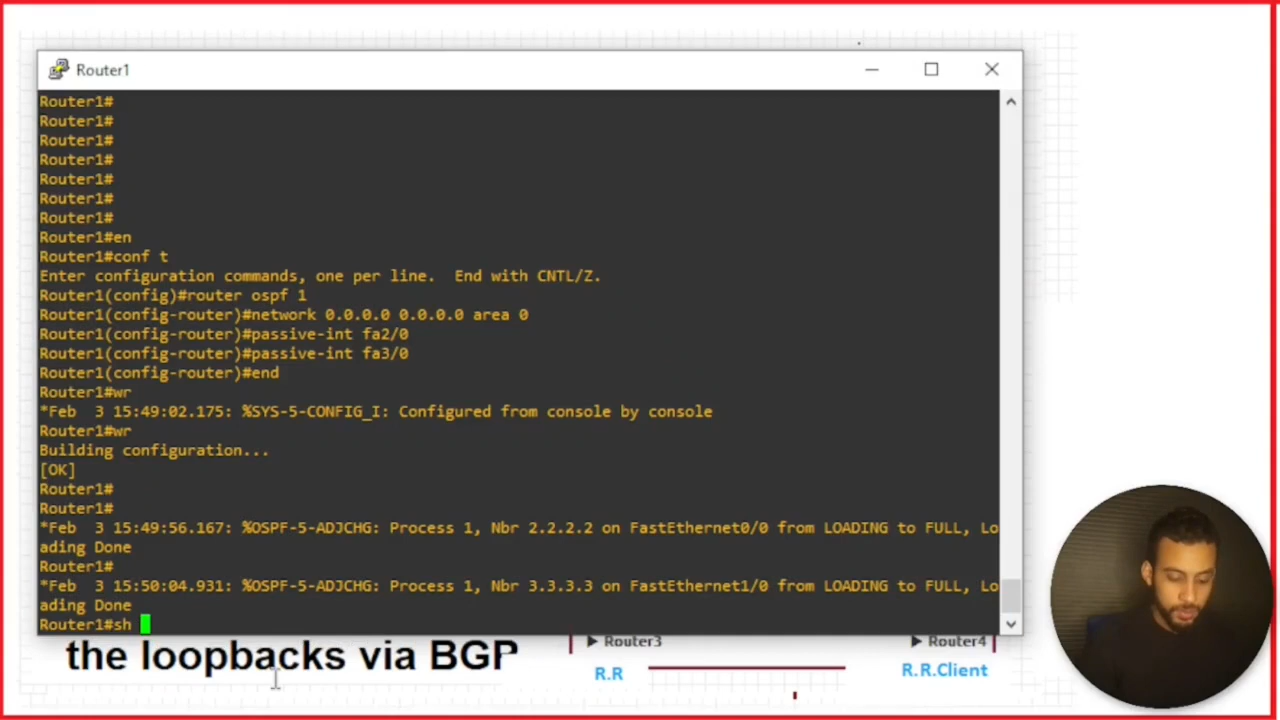 Router1
Router1#
Router1#
Router1#
Router1#
Router1#
Router1#
Router1#
Router1#en
Router1#conf t
Enter configuration commands, one per line.  End with CNTL/Z.
Router1(config)#router ospf 1
Router1(config-router)#network 0.0.0.0 0.0.0.0 area 0
Router1(config-router)#passive-int fa2/0
Router1(config-router)#passive-int fa3/0
Router1(config-router)#end
Router1#wr
*Feb  3 15:49:02.175: %SYS-5-CONFIG_I: Configured from console by console
Router1#wr
Building configuration...
[OK]
Router1#
Router1#
*Feb  3 15:49:56.167: %OSPF-5-ADJCHG: Process 1, Nbr 2.2.2.2 on FastEthernet0/0 from LOADING to FULL, Lo
ading Done
Router1#
*Feb  3 15:50:04.931: %OSPF-5-ADJCHG: Process 1, Nbr 3.3.3.3 on FastEthernet1/0 from LOADING to FULL, Lo
ading Done
Router1#sh
the loopbacks via BGP
Router3
Router4
R.R
R.R.Client